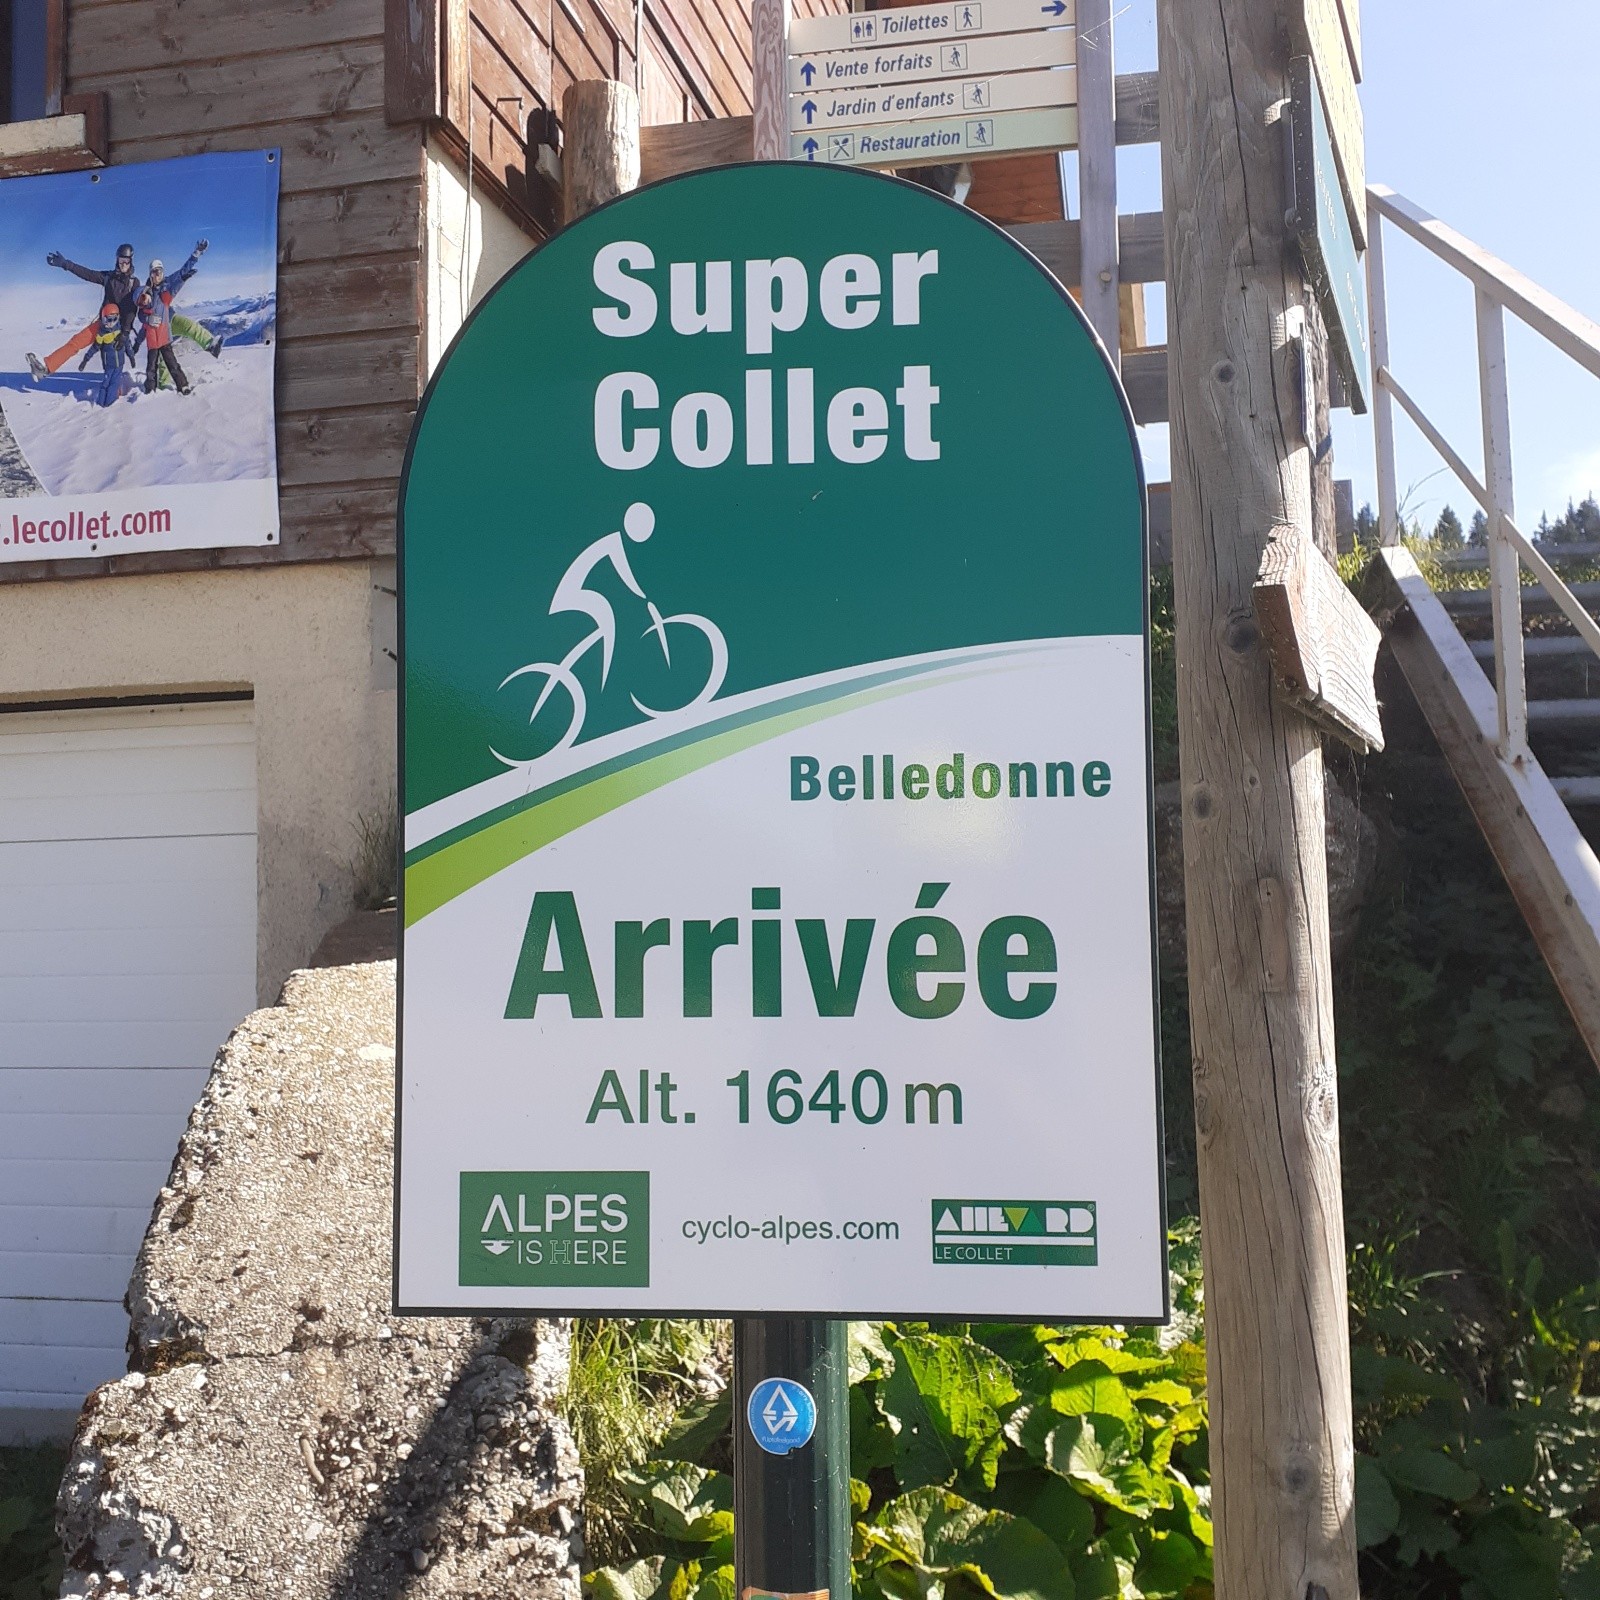 Toilettes
Vente forfaits
Jardin d'enfants
Restauration
.lecollet.com
Super
Collet
Belledonne
Arrivée
Alt. 1640 m
ALPES
IS HERE
cyclo-alpes.com
ALLEVARD
LE COLLET